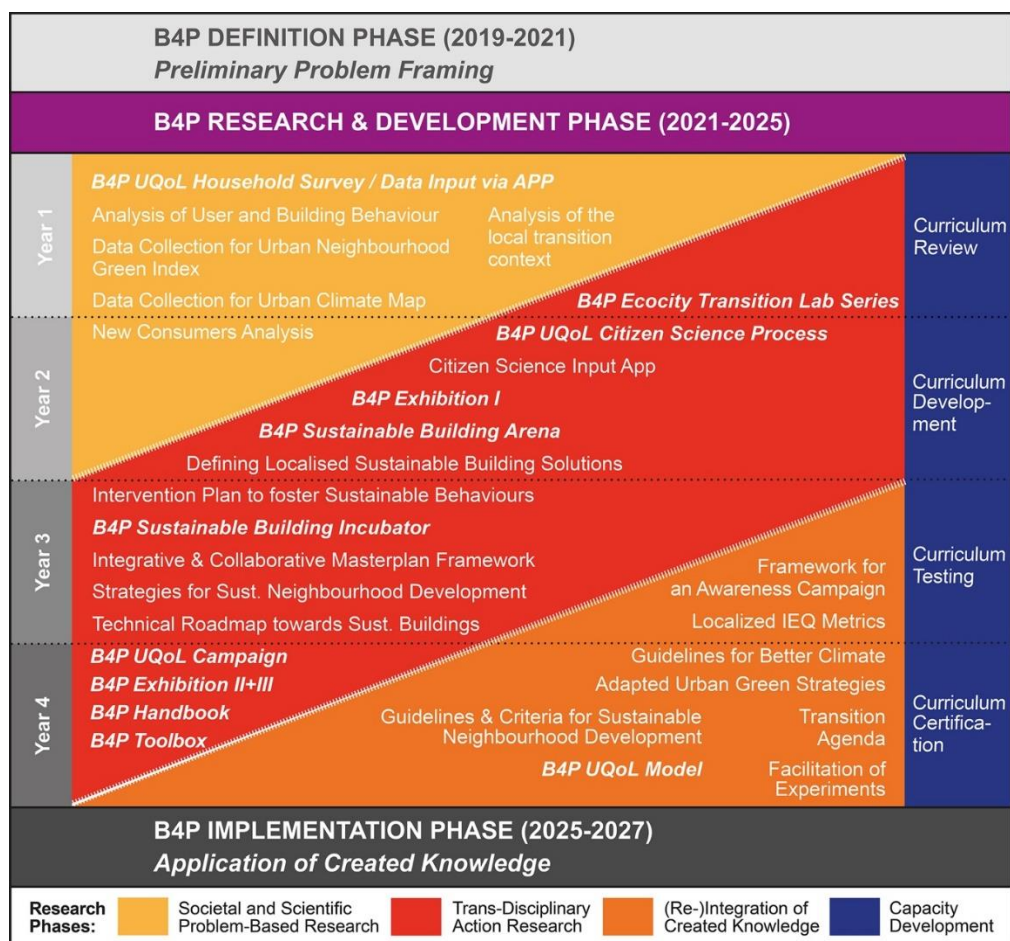 B4P DEFINITION PHASE (2019-2021)
Preliminary Problem Framing
B4P RESEARCH & DEVELOPMENT PHASE (2021-2025)
Year 1
B4P UQoL Household Survey / Data Input via APP
Analysis of User and Building Behaviour
Data Collection for Urban Neighbourhood
Green Index
Data Collection for Urban Climate Map
Analysis of the
local transition
context
B4P Ecocity Transition Lab Series
Curriculum
Review
Year 2
New Consumers Analysis
B4P UQoL Citizen Science Process
Citizen Science Input App
B4P Exhibition I
B4P Sustainable Building Arena
Defining Localised Sustainable Building Solutions
Curriculum
Develop-
ment
Year 3
Intervention Plan to foster Sustainable Behaviours
B4P Sustainable Building Incubator
Integrative & Collaborative Masterplan Framework
Strategies for Sust. Neighbourhood Development
Technical Roadmap towards Sust. Buildings
Framework for
an Awareness Campaign
Localized IEQ Metrics
Curriculum
Testing
Year 4
B4P UQoL Campaign
B4P Exhibition II+III
B4P Handbook
B4P Toolbox
Guidelines for Better Climate
Adapted Urban Green Strategies
Guidelines & Criteria for Sustainable
Neighbourhood Development
Transition
Agenda
B4P UQoL Model
Facilitation of
Experiments
Curriculum
Certifica-
tion
B4P IMPLEMENTATION PHASE (2025-2027)
Application of Created Knowledge
Research
Phases:
Societal and Scientific
Problem-Based Research
Trans-Disciplinary
Action Research
(Re-)Integration of
Created Knowledge
Capacity
Development